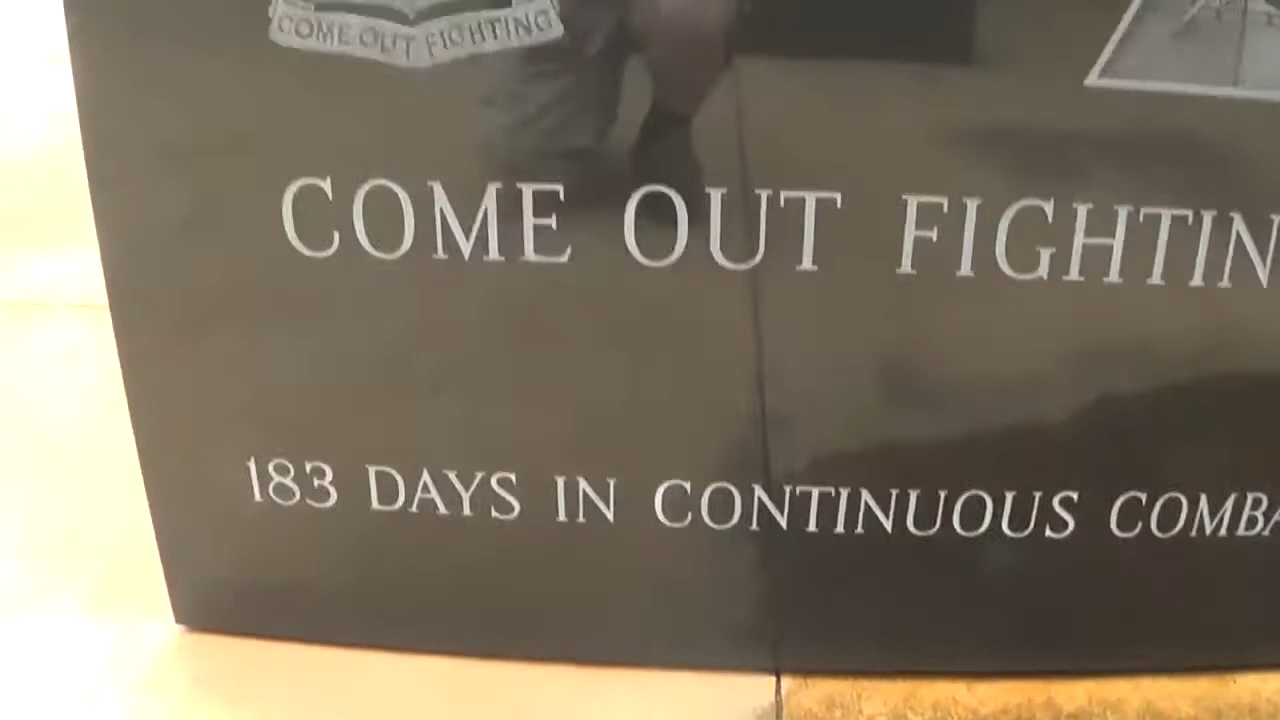 COME OUT FIGHTING
COME OUT FIGHTIN
183 DAYS IN CONTINUOUS COMBA